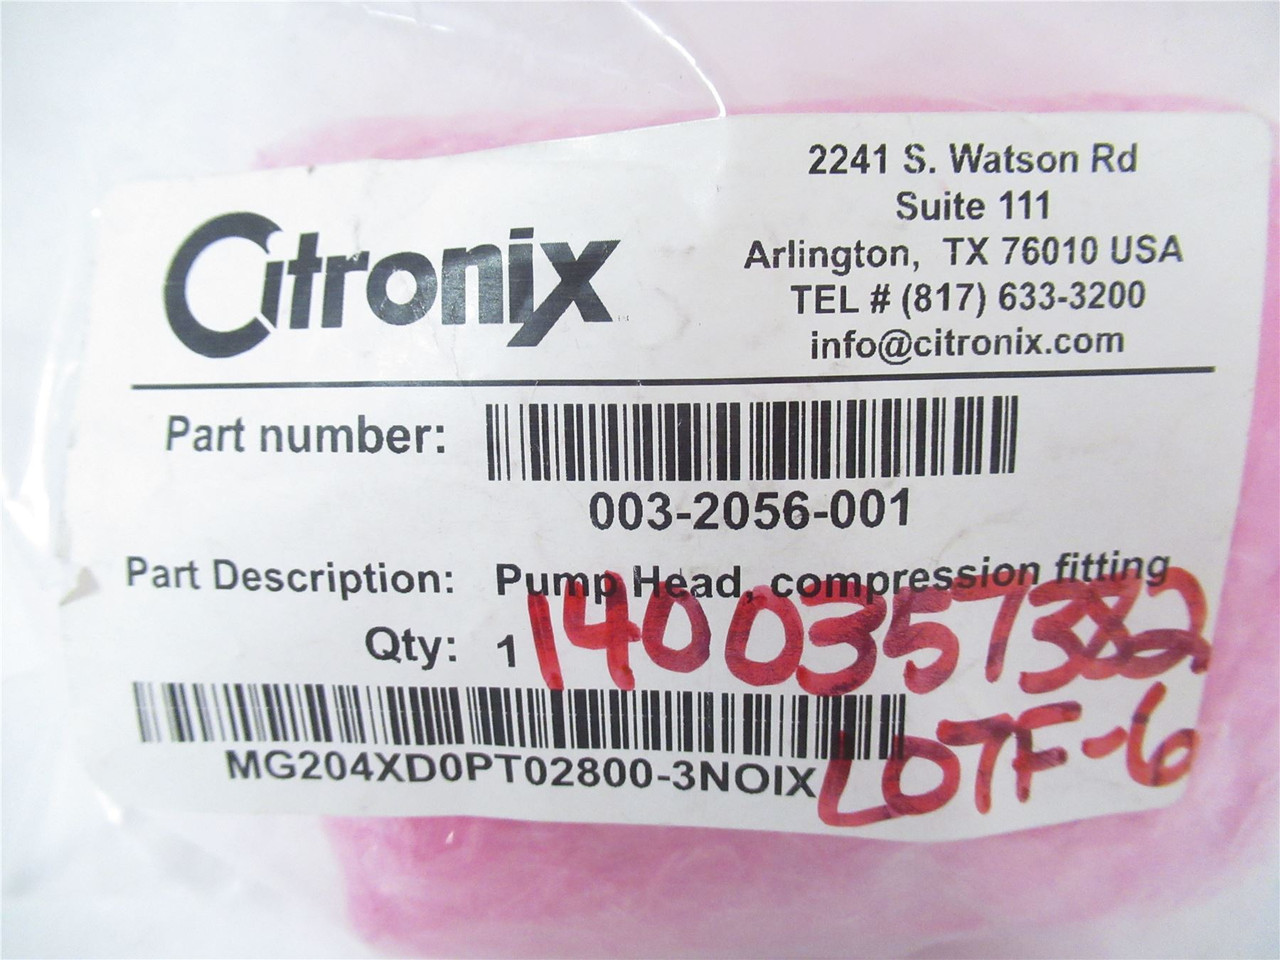 Citronix
2241 S. Watson Rd
Suite 111
Arlington, TX 76010 USA
TEL # (817) 633-3200
info@citronix.com
Part number:
003-2056-001
Part Description: Pump Head, compression fitting
Qty: 1
1400357382
MG204XD0PT02800-3NOIX
LOTF-6